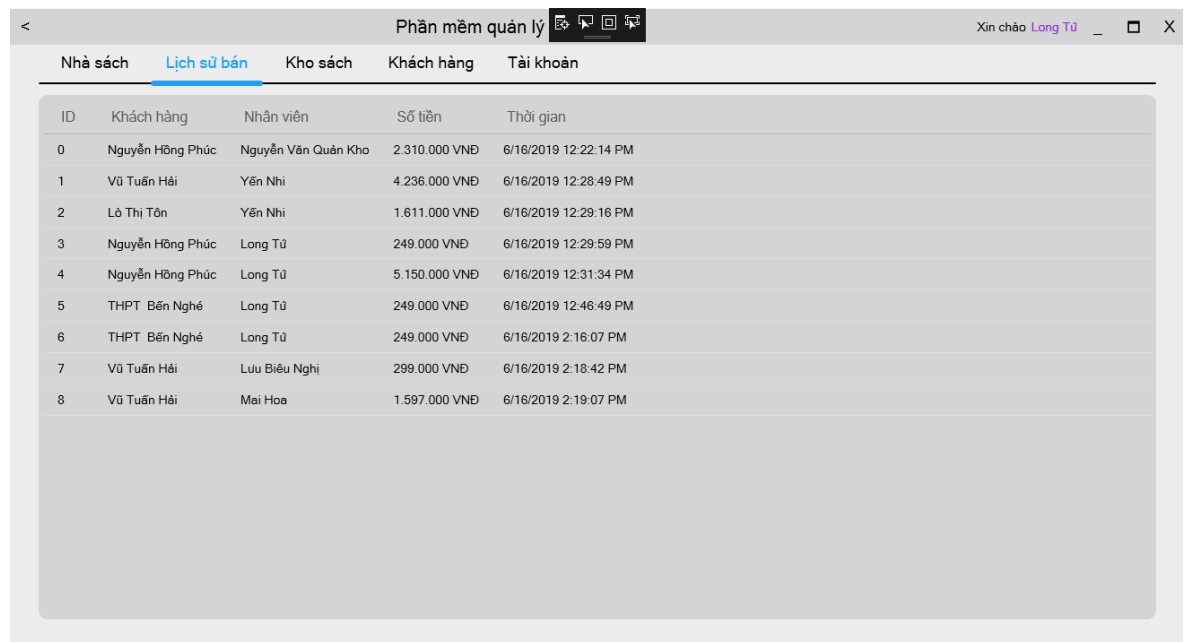 < Phần mềm quản lý Xin chào Long Tứ _ X
Nhà sách Lịch sử bán Kho sách Khách hàng Tài khoản
ID Khách hàng Nhân viên Số tiền Thời gian
0 Nguyễn Hồng Phúc Nguyễn Văn Quản Kho 2.310.000 VNĐ 6/16/2019 12:22:14 PM
1 Vũ Tuấn Hải Yến Nhi 4.236.000 VNĐ 6/16/2019 12:28:49 PM
2 Lò Thị Tôn Yến Nhi 1.611.000 VNĐ 6/16/2019 12:29:16 PM
3 Nguyễn Hồng Phúc Long Tứ 249.000 VNĐ 6/16/2019 12:29:59 PM
4 Nguyễn Hồng Phúc Long Tứ 5.150.000 VNĐ 6/16/2019 12:31:34 PM
5 THPT Bến Nghé Long Tứ 249.000 VNĐ 6/16/2019 12:46:49 PM
6 THPT Bến Nghé Long Tứ 249.000 VNĐ 6/16/2019 2:16:07 PM
7 Vũ Tuấn Hải Lưu Biêu Nghị 299.000 VNĐ 6/16/2019 2:18:42 PM
8 Vũ Tuấn Hải Mai Hoa 1.597.000 VNĐ 6/16/2019 2:19:07 PM